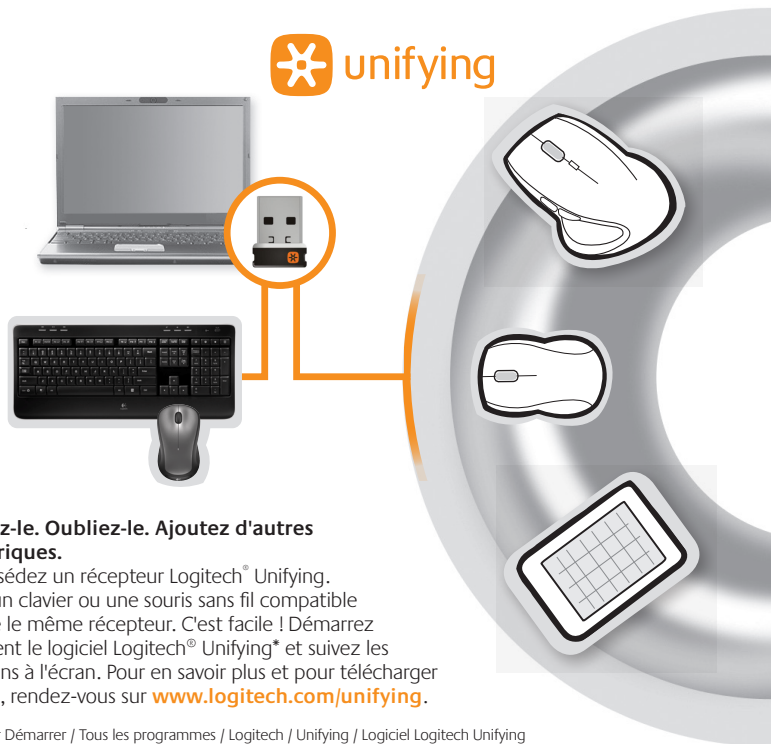 unifying
z-le. Oubliez-le. Ajoutez d'autres
riques.
sédez un récepteur Logitech® Unifying.
un clavier ou une souris sans fil compatible
le même récepteur. C'est facile ! Démarrez
ent le logiciel Logitech® Unifying* et suivez les
ns à l'écran. Pour en savoir plus et pour télécharger
, rendez-vous sur www.logitech.com/unifying.
r Démarrer / Tous les programmes / Logitech / Unifying / Logiciel Logitech Unifying